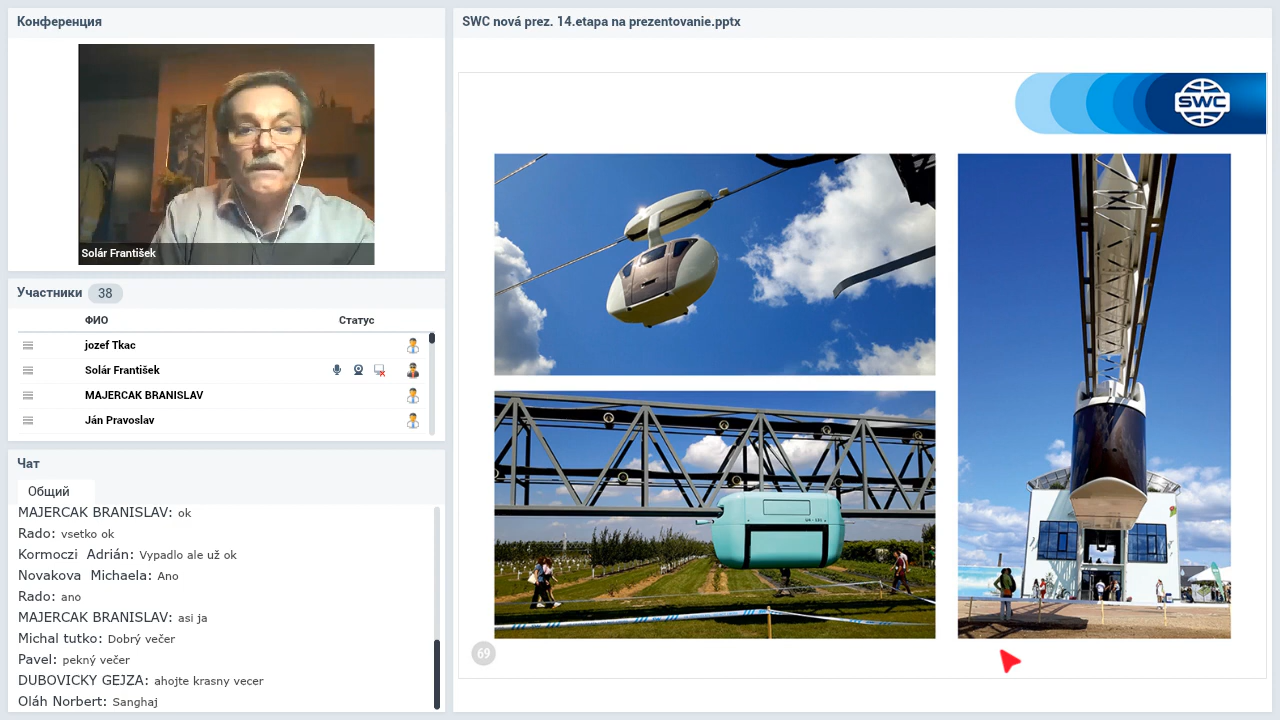 Конференция
Solár František
Участники 38
ФИО Статус
jozef Tkac
Solár František
MAJERCAK BRANISLAV
Ján Pravoslav
Чат
Общий
MAJERCAK BRANISLAV: ok
Rado: vsetko ok
Kormoczi Adrián: Vypadlo ale už ok
Novakova Michaela: Ano
Rado: ano
MAJERCAK BRANISLAV: asi ja
Michal tutko: Dobrý večer
Pavel: pekný večer
DUBOVICKY GEJZA: ahojte krasny vecer
Oláh Norbert: Sanghaj
SWC nová prez. 14.etapa na prezentovanie.pptx
SWC
69